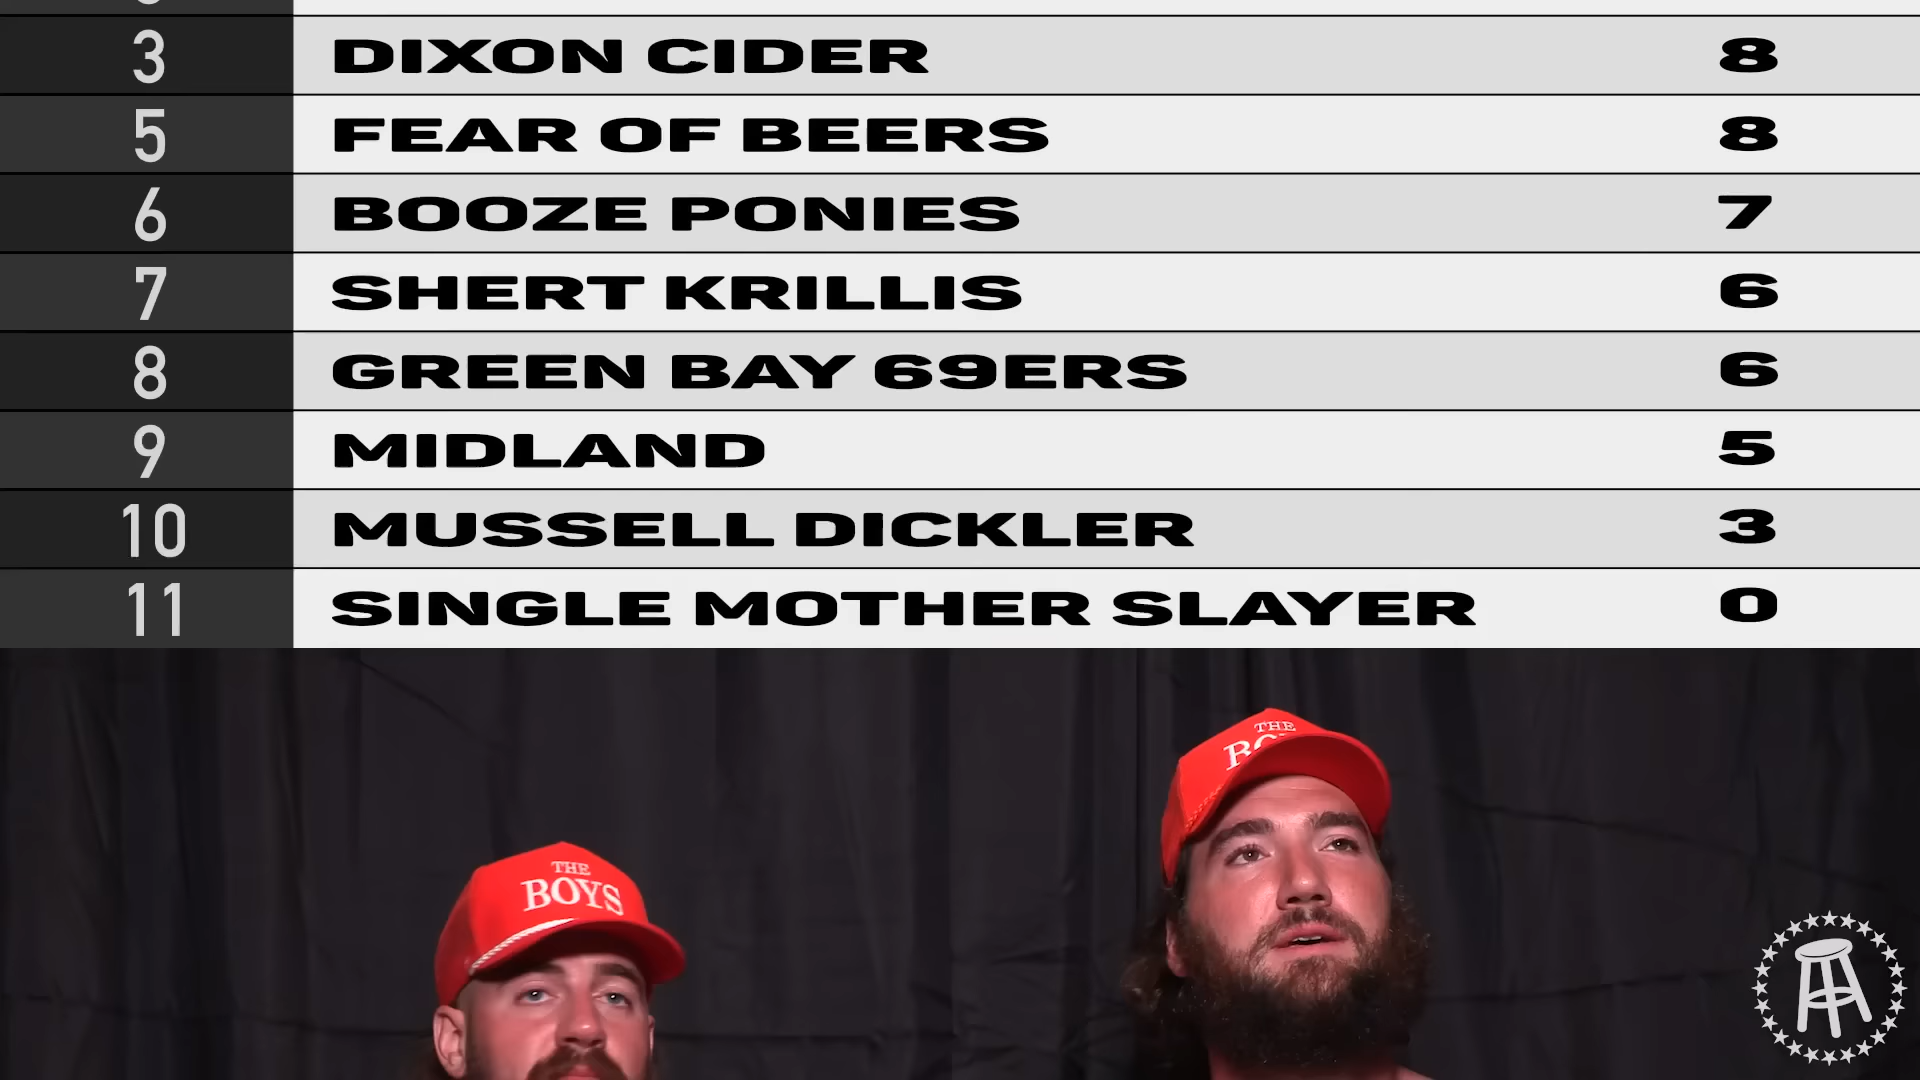 3 DIXON CIDER 8
5 FEAR OF BEERS 8
6 BOOZE PONIES 7
7 SHERT KRILLIS 6
8 GREEN BAY 69ERS 6
9 MIDLAND 5
10 MUSSELL DICKLER 3
11 SINGLE MOTHER SLAYER 0
THE
BOYS
THE